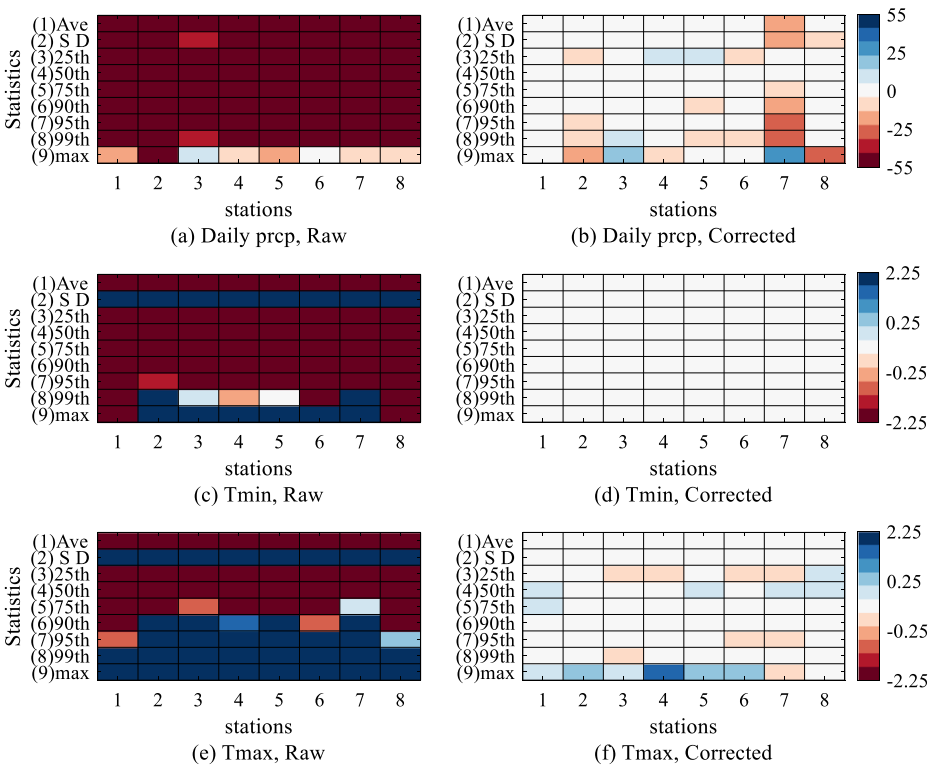 Statistics
(1)Ave
(2) S D
(3)25th
(4)50th
(5)75th
(6)90th
(7)95th
(8)99th
(9)max
1 2 3 4 5 6 7 8
stations
(a) Daily prcp, Raw
(1)Ave
(2) S D
(3)25th
(4)50th
(5)75th
(6)90th
(7)95th
(8)99th
(9)max
1 2 3 4 5 6 7 8
stations
(b) Daily prcp, Corrected
55
25
0
-25
-55
Statistics
(1)Ave
(2) S D
(3)25th
(4)50th
(5)75th
(6)90th
(7)95th
(8)99th
(9)max
1 2 3 4 5 6 7 8
stations
(c) Tmin, Raw
(1)Ave
(2) S D
(3)25th
(4)50th
(5)75th
(6)90th
(7)95th
(8)99th
(9)max
1 2 3 4 5 6 7 8
stations
(d) Tmin, Corrected
2.25
0.25
-0.25
-2.25
Statistics
(1)Ave
(2) S D
(3)25th
(4)50th
(5)75th
(6)90th
(7)95th
(8)99th
(9)max
1 2 3 4 5 6 7 8
stations
(e) Tmax, Raw
(1)Ave
(2) S D
(3)25th
(4)50th
(5)75th
(6)90th
(7)95th
(8)99th
(9)max
1 2 3 4 5 6 7 8
stations
(f) Tmax, Corrected
2.25
0.25
-0.25
-2.25